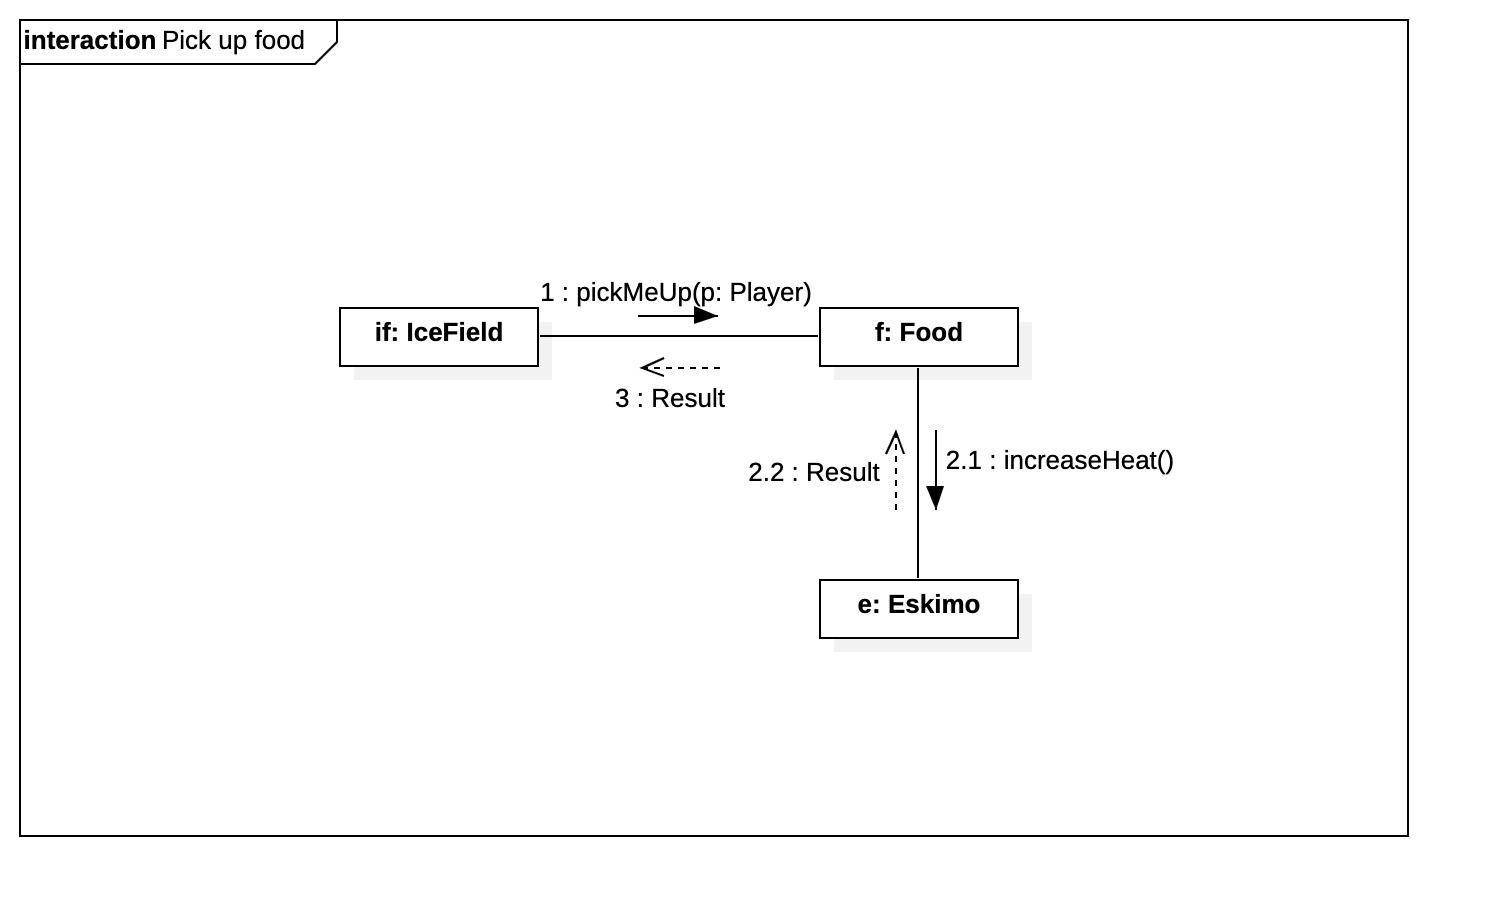 interaction Pick up food
1 : pickMeUp(p: Player)
if: IceField
f: Food
3 : Result
2.1 : increaseHeat()
2.2 : Result
e: Eskimo